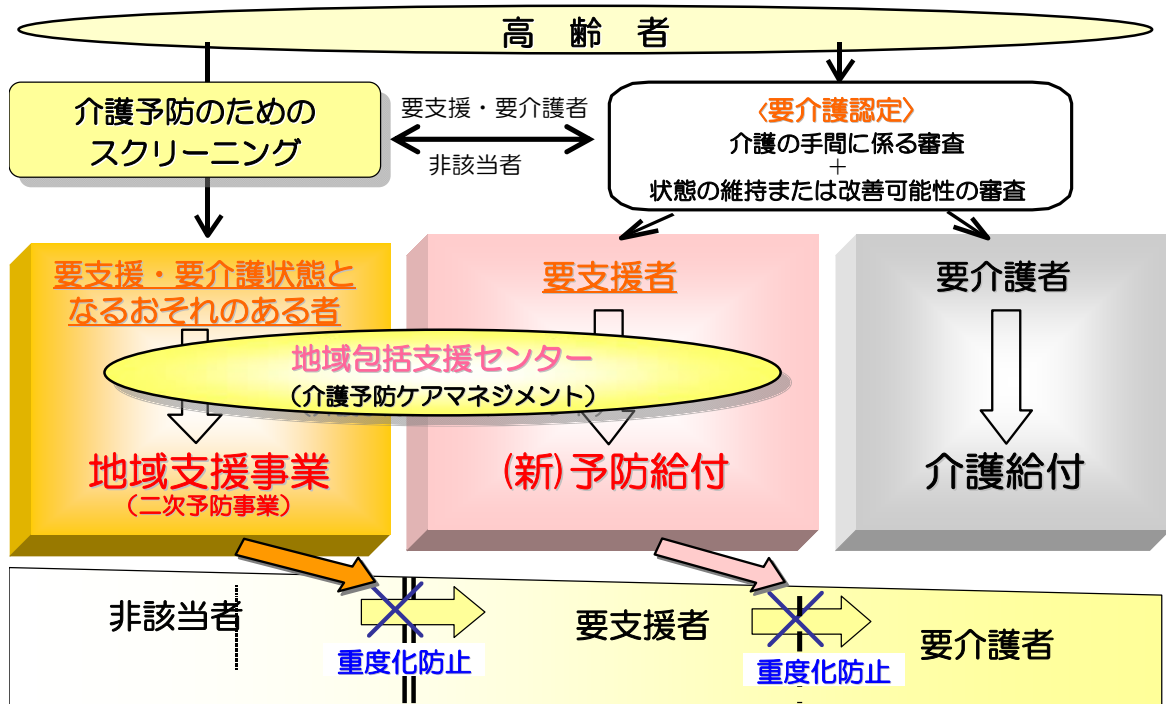 高　齢　者
介護予防のための
スクリーニング
要支援・要介護者
非該当者
〈要介護認定〉
介護の手間に係る審査
＋
状態の維持または改善可能性の審査
要支援・要介護状態と
なるおそれのある者
要支援者
要介護者
地域包括支援センター
（介護予防ケアマネジメント）
地域支援事業
（二次予防事業）
(新)予防給付
介護給付
非該当者
重度化防止
要支援者
重度化防止
要介護者